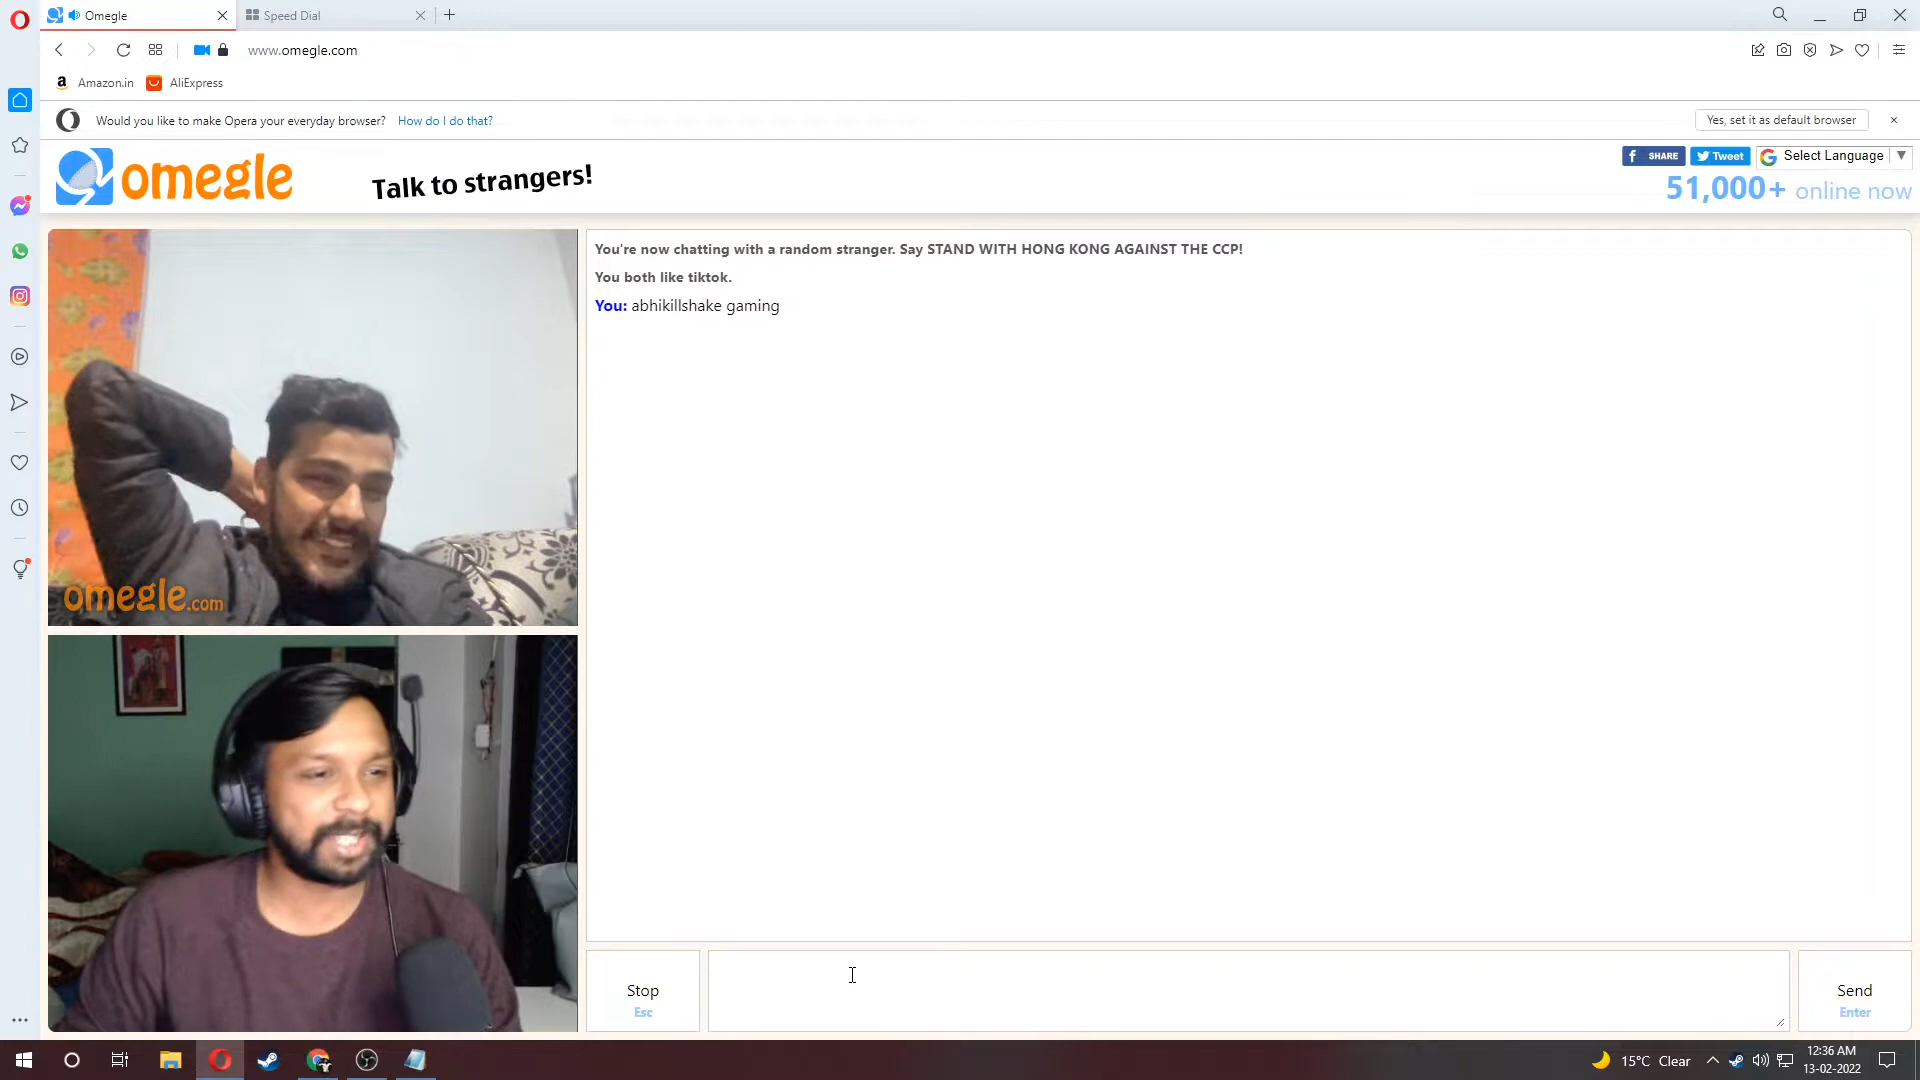 Omegle
Speed Dial
www.omegle.com
Amazon.in
AliExpress
Would you like to make Opera your everyday browser? How do I do that?
Yes, set it as default browser
omegle
Talk to strangers!
SHARE
Tweet
Select Language
51,000+ online now
You're now chatting with a random stranger. Say STAND WITH HONG KONG AGAINST THE CCP!
You both like tiktok.
You: abhikillshake gaming
omegle.com
Stop
Esc
Send
Enter
15°C Clear
12:36 AM
13-02-2022